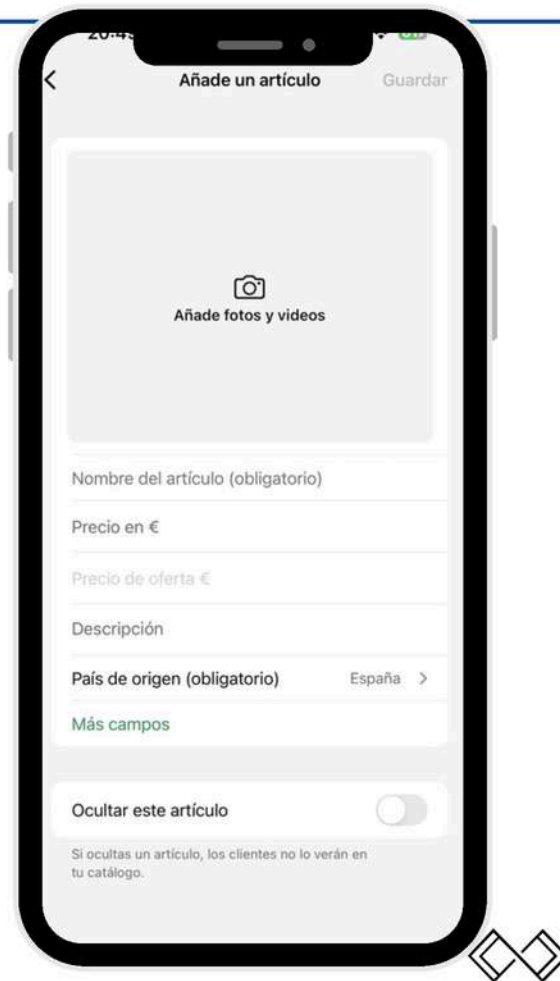 Añade un artículo
Guardar
Añade fotos y videos
Nombre del artículo (obligatorio)
Precio en €
Precio de oferta €
Descripción
País de origen (obligatorio)
España
Más campos
Ocultar este artículo
Si ocultas un artículo, los clientes no lo verán en
tu catálogo.